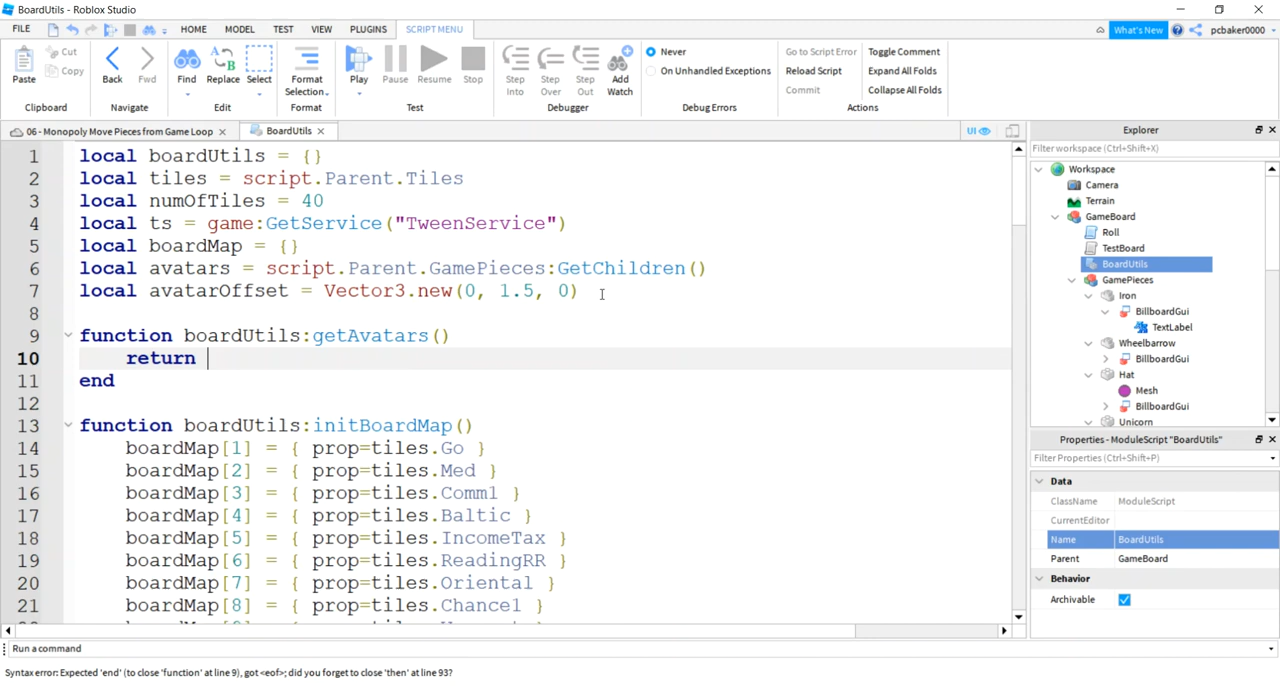 BoardUtils - Roblox Studio
FILE HOME MODEL TEST VIEW PLUGINS SCRIPT MENU What's New pcbaker0000
Paste Cut Copy Back Fwd Find Replace Select Format Selection Play Pause Resume Stop Step Into Step Over Step Out Add Watch
Never
On Unhandled Exceptions
Go to Script Error
Reload Script
Commit
Toggle Comment
Expand All Folds
Collapse All Folds
Clipboard Navigate Edit Format Test Debugger Debug Errors Actions
06 - Monopoly Move Pieces from Game Loop BoardUtils UI
1 local boardUtils = {}
2 local tiles = script.Parent.Tiles
3 local numOfTiles = 40
4 local ts = game:GetService("TweenService")
5 local boardMap = {}
6 local avatars = script.Parent.GamePieces:GetChildren()
7 local avatarOffset = Vector3.new(0, 1.5, 0)
8
9 function boardUtils:getAvatars()
10 return
11 end
12
13 function boardUtils:initBoardMap()
14 boardMap[1] = { prop=tiles.Go }
15 boardMap[2] = { prop=tiles.Med }
16 boardMap[3] = { prop=tiles.Comm1 }
17 boardMap[4] = { prop=tiles.Baltic }
18 boardMap[5] = { prop=tiles.IncomeTax }
19 boardMap[6] = { prop=tiles.ReadingRR }
20 boardMap[7] = { prop=tiles.Oriental }
21 boardMap[8] = { prop=tiles.Chance1 }
Explorer
Filter workspace (Ctrl+Shift+X)
Workspace
Camera
Terrain
GameBoard
Roll
TestBoard
BoardUtils
GamePieces
Iron
BillboardGui
TextLabel
Wheelbarrow
BillboardGui
Hat
Mesh
BillboardGui
Unicorn
Properties - ModuleScript "BoardUtils"
Filter Properties (Ctrl+Shift+P)
Data
ClassName ModuleScript
CurrentEditor
Name BoardUtils
Parent GameBoard
Behavior
Archivable
Run a command
Syntax error: Expected 'end' (to close 'function' at line 9), got <eof>; did you forget to close 'then' at line 93?